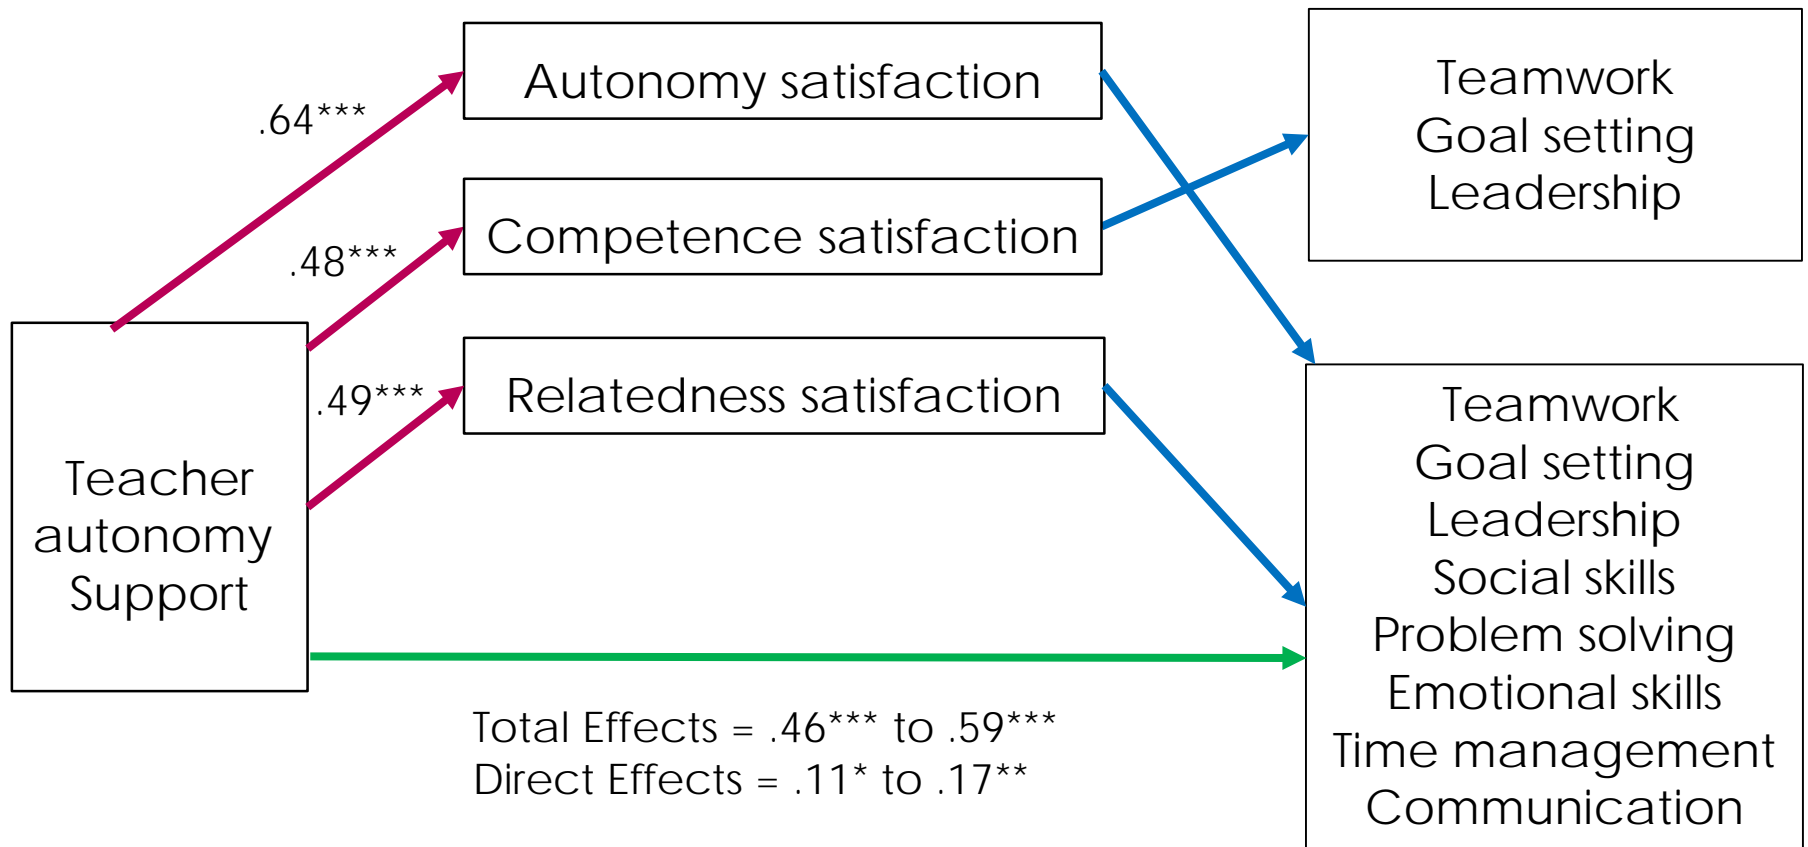 Autonomy satisfaction
.64***
Competence satisfaction
.48***
Relatedness satisfaction
.49***
Teacher
autonomy
Support
Total Effects = .46*** to .59***
Direct Effects = .11* to .17**
Teamwork
Goal setting
Leadership
Teamwork
Goal setting
Leadership
Social skills
Problem solving
Emotional skills
Time management
Communication